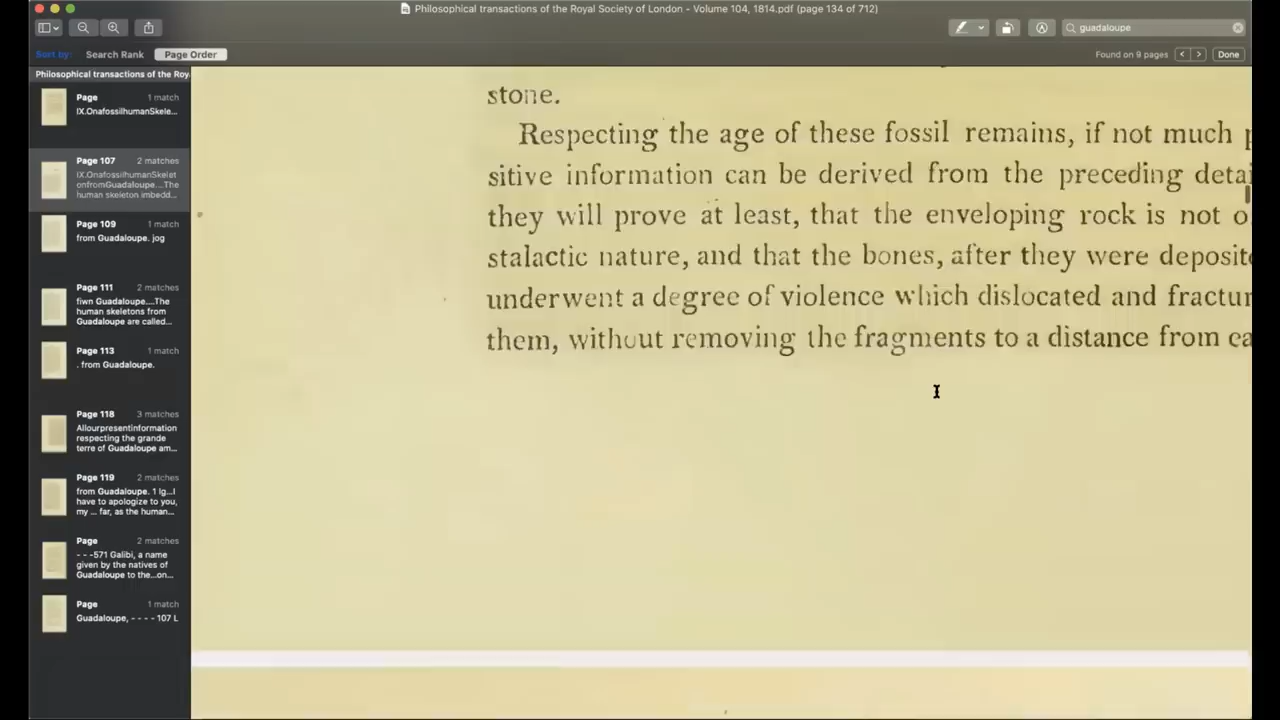 Philosophical transactions of the Royal Society of London - Volume 104, 1814.pdf (page 134 of 712)
guadaloupe
Sort by:
Search Rank
Page Order
Found on 9 pages
Done
Philosophical transactions of the Roy
Page 1 match
IX.OnafossilhumanSkele...
Page 107 2 matches
IX.OnafossilhumanSkelet
onfromGuadaloupe....The
human skeleton imbedd...
Page 109 1 match
from Guadaloupe. jog
Page 111 2 matches
fiwn Guadaloupe....The
human skeletons from
Guadaloupe are called...
Page 113 1 match
. from Guadaloupe.
Page 118 3 matches
Allourpresentinformation
respecting the grande
terre of Guadaloupe am...
Page 119 2 matches
from Guadaloupe. 1 Ig...I
have to apologize to you,
my ... far, as the human...
Page 2 matches
- - -571 Galibi, a name
given by the natives of
Guadaloupe to the...on...
Page 1 match
Guadaloupe, - - - - 107 L
stone.
Respecting the age of these fossil remains, if not much p
sitive information can be derived from the preceding detai
they will prove at least, that the enveloping rock is not o
stalactic nature, and that the bones, after they were deposite
underwent a degree of violence which dislocated and fractur
them, without removing the fragments to a distance from ea